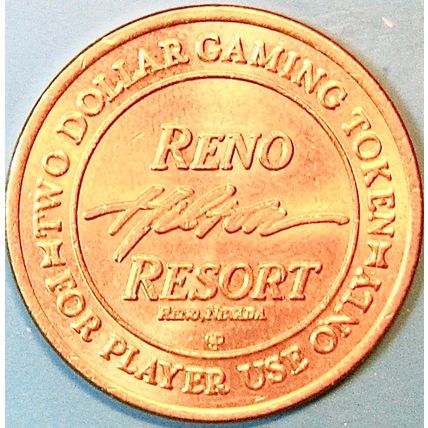 TWO DOLLAR GAMING TOKEN
RENO
Hilton
RESORT
RENO, NEVADA
FOR PLAYER USE ONLY